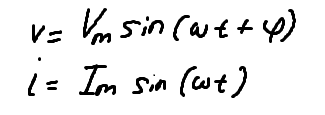 v = Vm sin (ωt + φ)
i = Im sin (ωt)